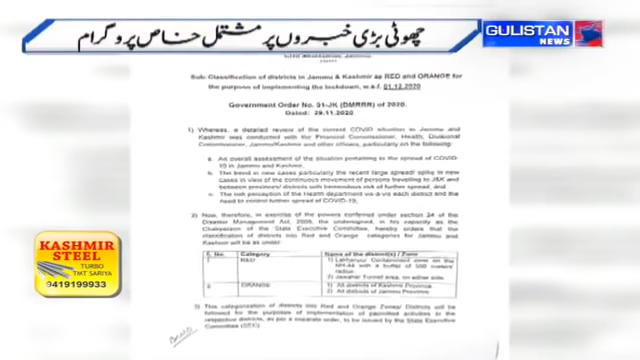 چھوٹی بڑی خبروں پر مشتمل خاص پروگرام
GULISTAN
NEWS
Sub: Classification of districts in Jammu & Kashmir as RED and ORANGE for
the purpose of implementing the lockdown, w.e.f. 01.12.2020
Government Order No. 91-JK (DMRRR) of 2020.
Dated: 29.11.2020
1) Whereas, a detailed review of the current COVID situation in Jammu and
Kashmir was conducted with the Financial Commissioner, Health, Divisional
Commissioner, Jammu/Kashmir and other officers, particularly on the following:
a. An overall assessment of the situation pertaining to the spread of COVID-
19 in Jammu and Kashmir,
b. The trend in new cases particularly the recent large spread/ spike in new
cases in view of the continuous movement of persons travelling to J&K and
between provinces/ districts with tremendous risk of further spread, and
c. The risk perception of the Health department vis-à-vis each district and the
need to control further spread of COVID-19;
2) Now, therefore, in exercise of the powers conferred under section 24 of the
Disaster Management Act, 2005, the undersigned, in his capacity as the
Chairperson of the State Executive Committee, hereby orders that the
classification of districts into Red and Orange categories for Jammu and
Kashmir will be as under:
S. No. Category Name of the district(s) / Zone
1 RED 1) Lakhanpur Containment zone on the
NH-44 with a buffer of 500 meters'
radius
2) Jawahar Tunnel area, on either side.
2 ORANGE 1) All districts of Kashmir Province
2) All districts of Jammu Province
3) This categorization of districts into Red and Orange Zones/ Districts will be
followed for the purposes of implementation of permitted activities in the
respective districts, as per a separate order, to be issued by the State Executive
Committee (SEC)
KASHMIR
STEEL
TURBO
TMT SARIYA
9419199933